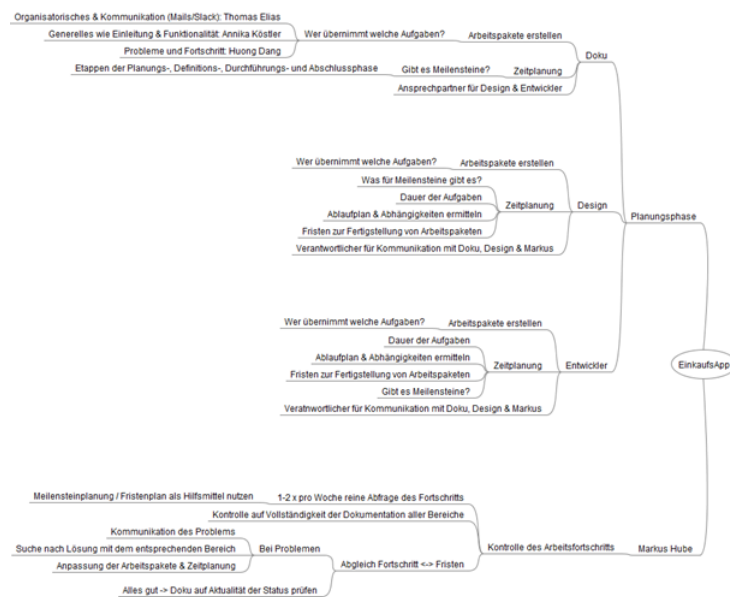 Organisatorisches & Kommunikation (Mails/Slack): Thomas Elias
Generelles wie Einleitung & Funktionalität: Annika Köstler
Probleme und Fortschritt: Huong Dang
Wer übernimmt welche Aufgaben?
Arbeitspakete erstellen
Etappen der Planungs-, Definitions-, Durchführungs- und Abschlussphase
Gibt es Meilensteine?
Zeitplanung
Ansprechpartner für Design & Entwickler
Doku
Wer übernimmt welche Aufgaben?
Arbeitspakete erstellen
Was für Meilensteine gibt es?
Dauer der Aufgaben
Ablaufplan & Abhängigkeiten ermitteln
Fristen zur Fertigstellung von Arbeitspaketen
Zeitplanung
Verantwortlicher für Kommunikation mit Doku, Design & Markus
Design
Planungsphase
Wer übernimmt welche Aufgaben?
Arbeitspakete erstellen
Dauer der Aufgaben
Ablaufplan & Abhängigkeiten ermitteln
Fristen zur Fertigstellung von Arbeitspaketen
Gibt es Meilensteine?
Zeitplanung
Veratnwortlicher für Kommunikation mit Doku, Design & Markus
Entwickler
EinkaufsApp
Meilensteinplanung / Fristenplan als Hilfsmittel nutzen
1-2 x pro Woche reine Abfrage des Fortschritts
Kontrolle auf Vollständigkeit der Dokumentation aller Bereiche
Kommunikation des Problems
Suche nach Lösung mit dem entsprechenden Bereich
Anpassung der Arbeitspakete & Zeitplanung
Bei Problemen
Alles gut -> Doku auf Aktualität der Status prüfen
Abgleich Fortschritt <-> Fristen
Kontrolle des Arbeitsfortschritts
Markus Hube